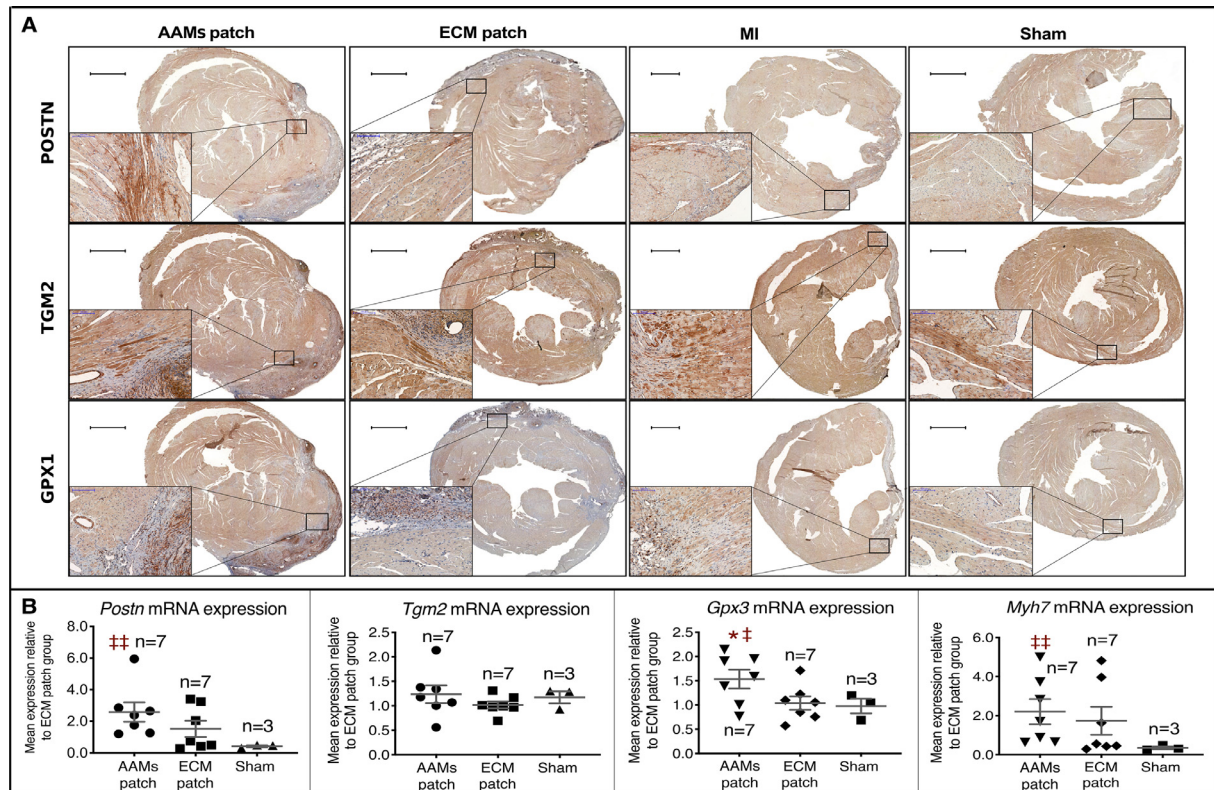 A
AAMs patch ECM patch MI Sham
POSTN
TGM2
GPX1
B
Postn mRNA expression
Mean expression relative
to ECM patch group
8.0
6.0
4.0
2.0
0.0
‡‡ n=7
n=7
n=3
AAMs
patch
ECM
patch
Sham
Tgm2 mRNA expression
Mean expression relative
to ECM patch group
2.5
2.0
1.5
1.0
0.5
0.0
n=7
n=7
n=3
AAMs
patch
ECM
patch
Sham
Gpx3 mRNA expression
Mean expression relative
to ECM patch group
2.5
2.0
1.5
1.0
0.5
0.0
* ‡
n=7
n=7
n=3
AAMs
patch
ECM
patch
Sham
Myh7 mRNA expression
Mean expression relative
to ECM patch group
6.0
4.0
2.0
0.0
‡‡
n=7
n=7
n=3
AAMs
patch
ECM
patch
Sham